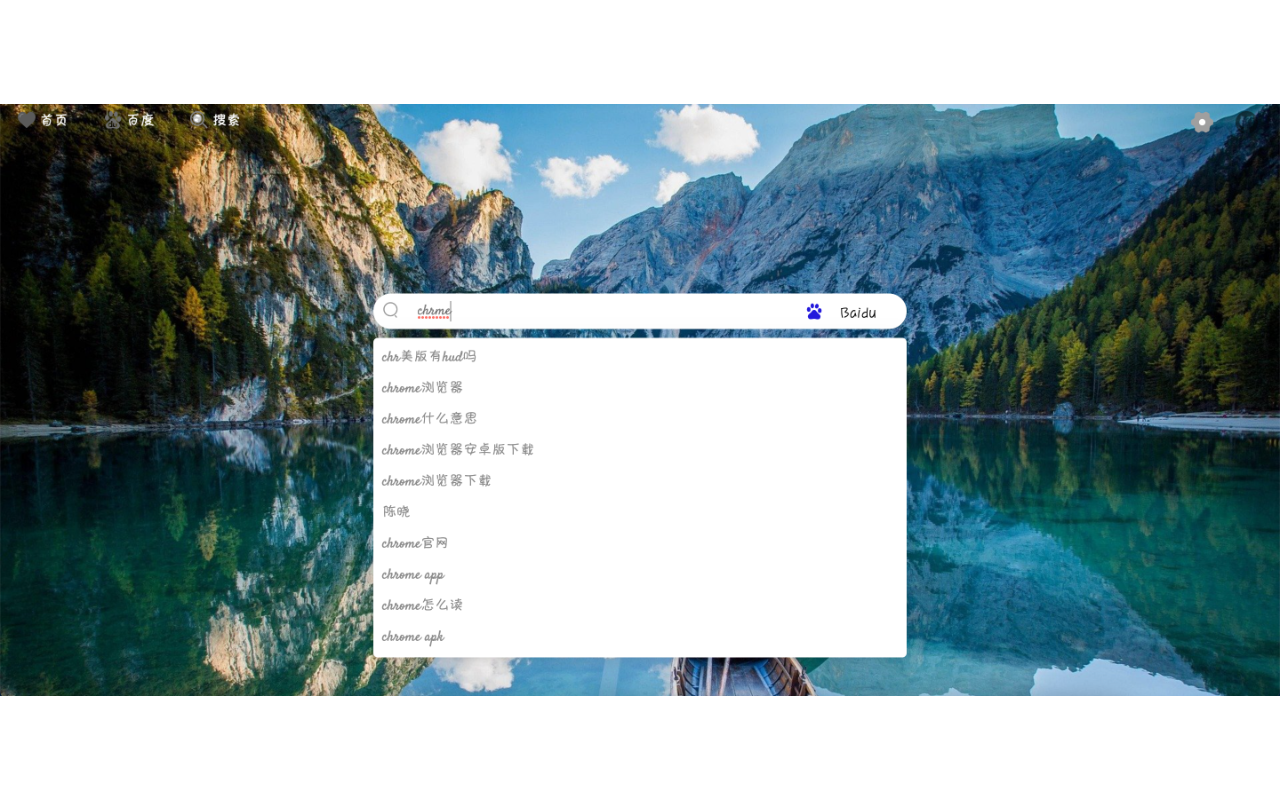 首页 百度 搜索
chrme Baidu
chr美版有hud吗
chrome浏览器
chrome什么意思
chrome浏览器安卓版下载
chrome浏览器下载
陈晓
chrome官网
chrome app
chrome怎么读
chrome apk